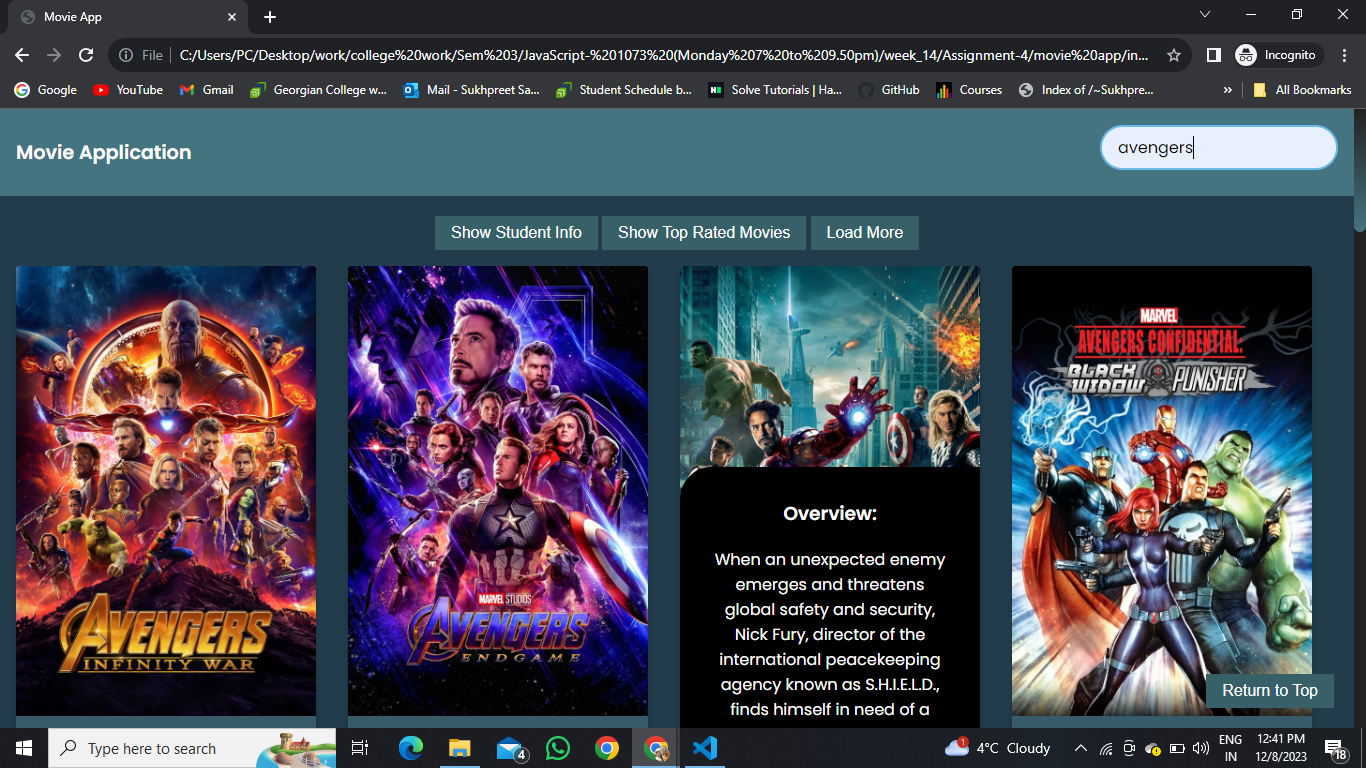 Movie App
File
C:/Users/PC/Desktop/work/college%20work/Sem%203/JavaScript-%201073%20(Monday%207%20to%209.50pm)/week_14/Assignment-4/movie%20app/in...
Incognito
Google
YouTube
Gmail
Georgian College w...
Mail - Sukhpreet Sa...
Student Schedule b...
Solve Tutorials | Ha...
GitHub
Courses
Index of /~Sukhpre...
»
All Bookmarks
Movie Application
avengers
Show Student Info
Show Top Rated Movies
Load More
AVENGERS
INFINITY WAR
MARVEL STUDIOS
AVENGERS
ENDGAME
Overview:
When an unexpected enemy
emerges and threatens
global safety and security,
Nick Fury, director of the
international peacekeeping
agency known as S.H.I.E.L.D.,
finds himself in need of a
MARVEL
AVENGERS CONFIDENTIAL:
BLACK WIDOW PUNISHER
Return to Top
Type here to search
4
1
4°C Cloudy
ENG
IN
12:41 PM
12/8/2023
18